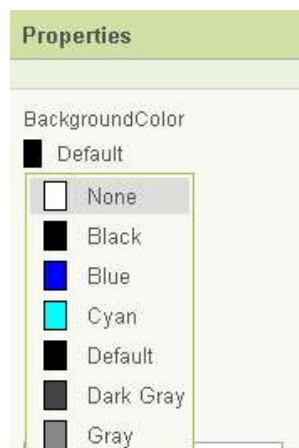 Properties
BackgroundColor
Default
None
Black
Blue
Cyan
Default
Dark Gray
Gray